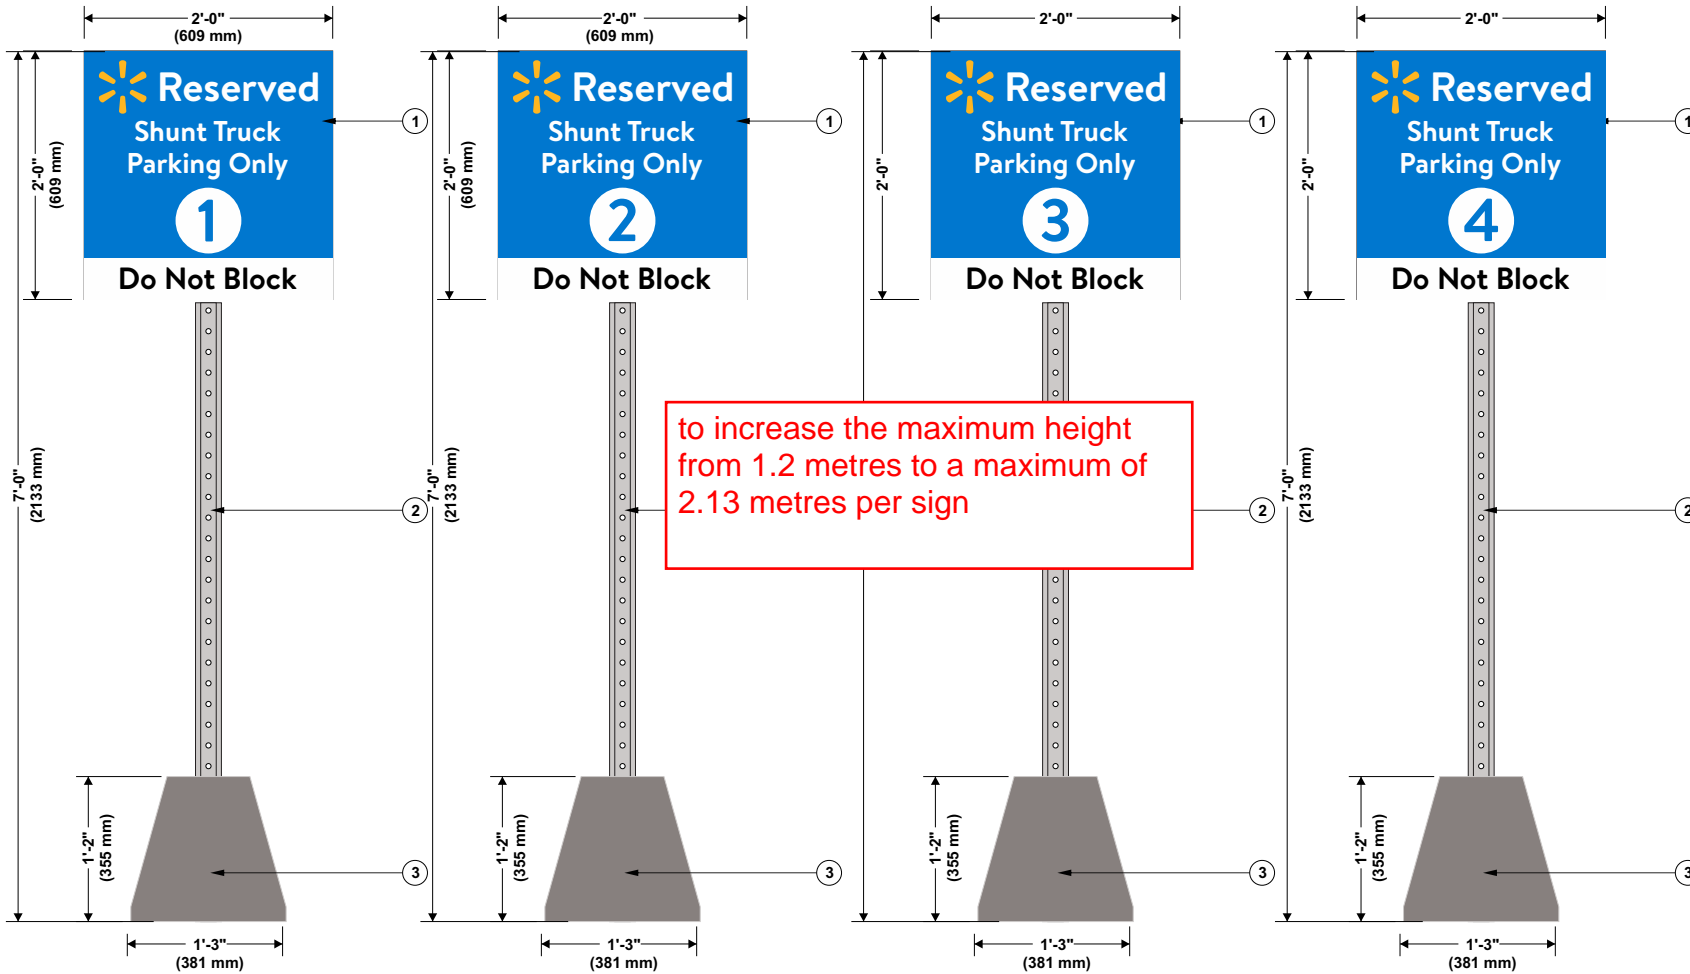 2'-0"
(609 mm)
2'-0"
(609 mm)
2'-0"
2'-0"
Reserved
Shunt Truck
Parking Only
1
Do Not Block
2'-0"
(609 mm)
7'-0"
(2133 mm)
1
2
1'-2"
(355 mm)
3
1'-3"
(381 mm)
Reserved
Shunt Truck
Parking Only
2
Do Not Block
2'-0"
(609 mm)
7'-0"
(2133 mm)
1
1'-2"
(355 mm)
3
1'-3"
(381 mm)
to increase the maximum height
from 1.2 metres to a maximum of
2.13 metres per sign
Reserved
Shunt Truck
Parking Only
3
Do Not Block
2'-0"
1
2
1'-2"
(355 mm)
3
1'-3"
(381 mm)
Reserved
Shunt Truck
Parking Only
4
Do Not Block
2'-0"
7'-0"
(2133 mm)
1
2
1'-2"
(355 mm)
3
1'-3"
(381 mm)